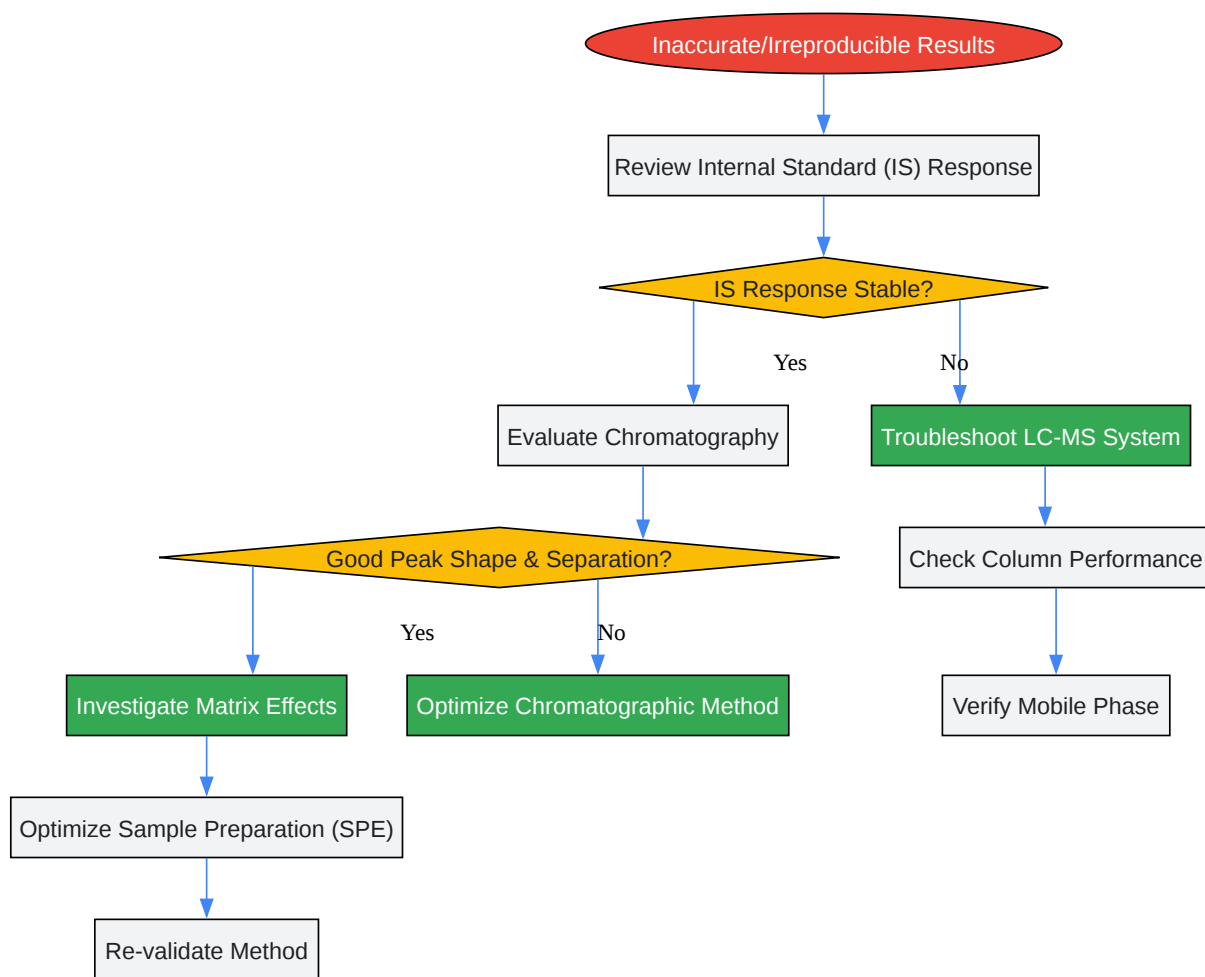 Inaccurate/Irreproducible Results
Review Internal Standard (IS) Response
IS Response Stable?
Yes
No
Evaluate Chromatography
Troubleshoot LC-MS System
Good Peak Shape & Separation?
Check Column Performance
Yes
No
Investigate Matrix Effects
Optimize Chromatographic Method
Verify Mobile Phase
Optimize Sample Preparation (SPE)
Re-validate Method